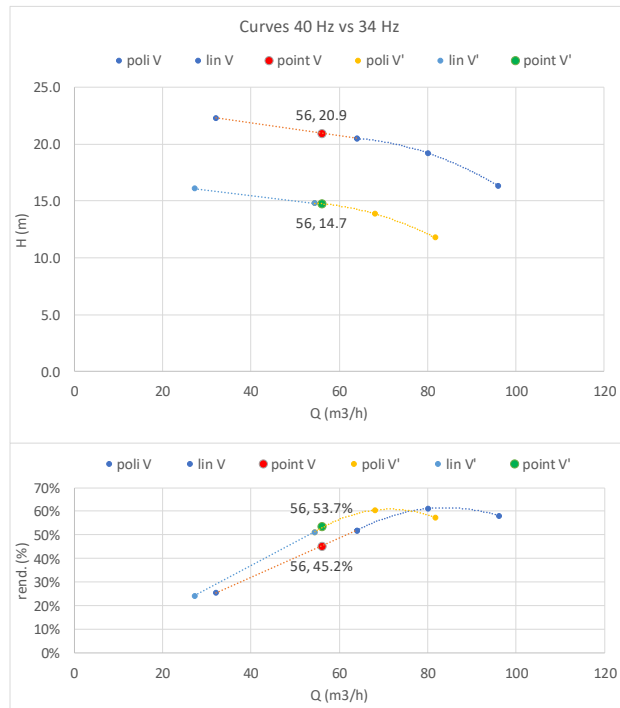 Curves 40 Hz vs 34 Hz
poli V lin V point V poli V' lin V' point V'
25.0
20.0
15.0
10.0
5.0
0.0
H (m)
56, 20.9
56, 14.7
0 20 40 60 80 100 120
Q (m3/h)
poli V lin V point V poli V' lin V' point V'
70%
60%
50%
40%
30%
20%
10%
0%
rend. (%)
56, 53.7%
56, 45.2%
0 20 40 60 80 100 120
Q (m3/h)